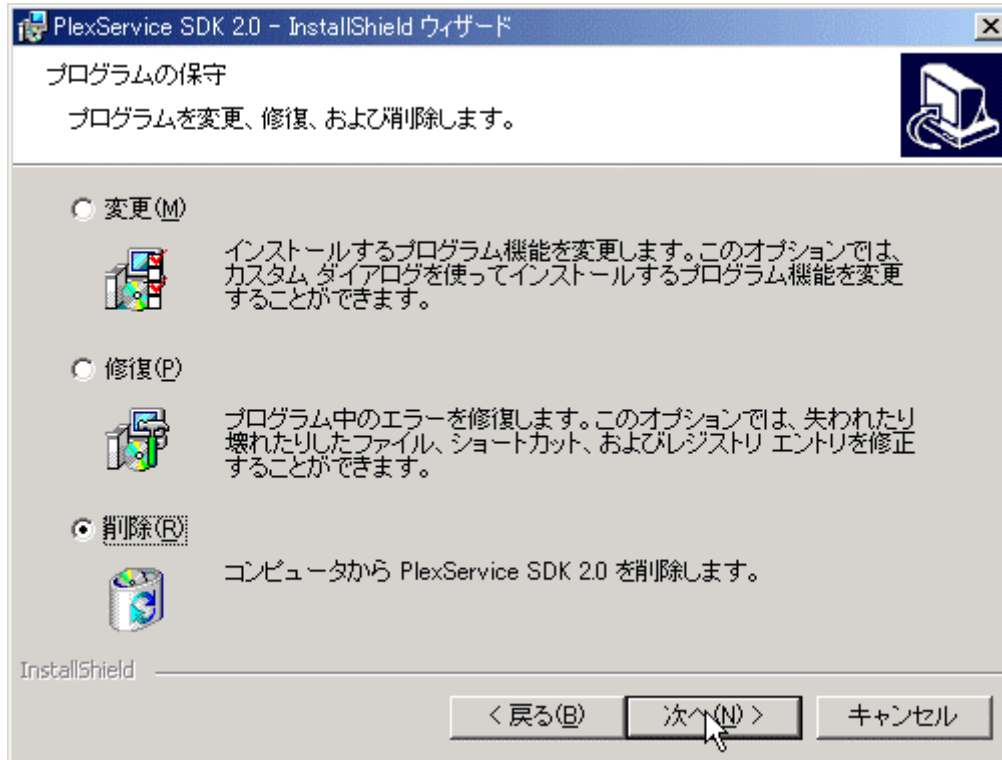 PlexService SDK 2.0 - InstallShield ウィザード
プログラムの保守
プログラムを変更、修復、および削除します。
変更(M)
インストールするプログラム機能を変更します。このオプションでは、
カスタム ダイアログを使ってインストールするプログラム機能を変更
することができます。
修復(P)
プログラム中のエラーを修復します。このオプションでは、失われたり
壊れたりしたファイル、ショートカット、およびレジストリ エントリを修正
することができます。
削除(R)
コンピュータから PlexService SDK 2.0 を削除します。
InstallShield
< 戻る(B)
次へ(N) >
キャンセル